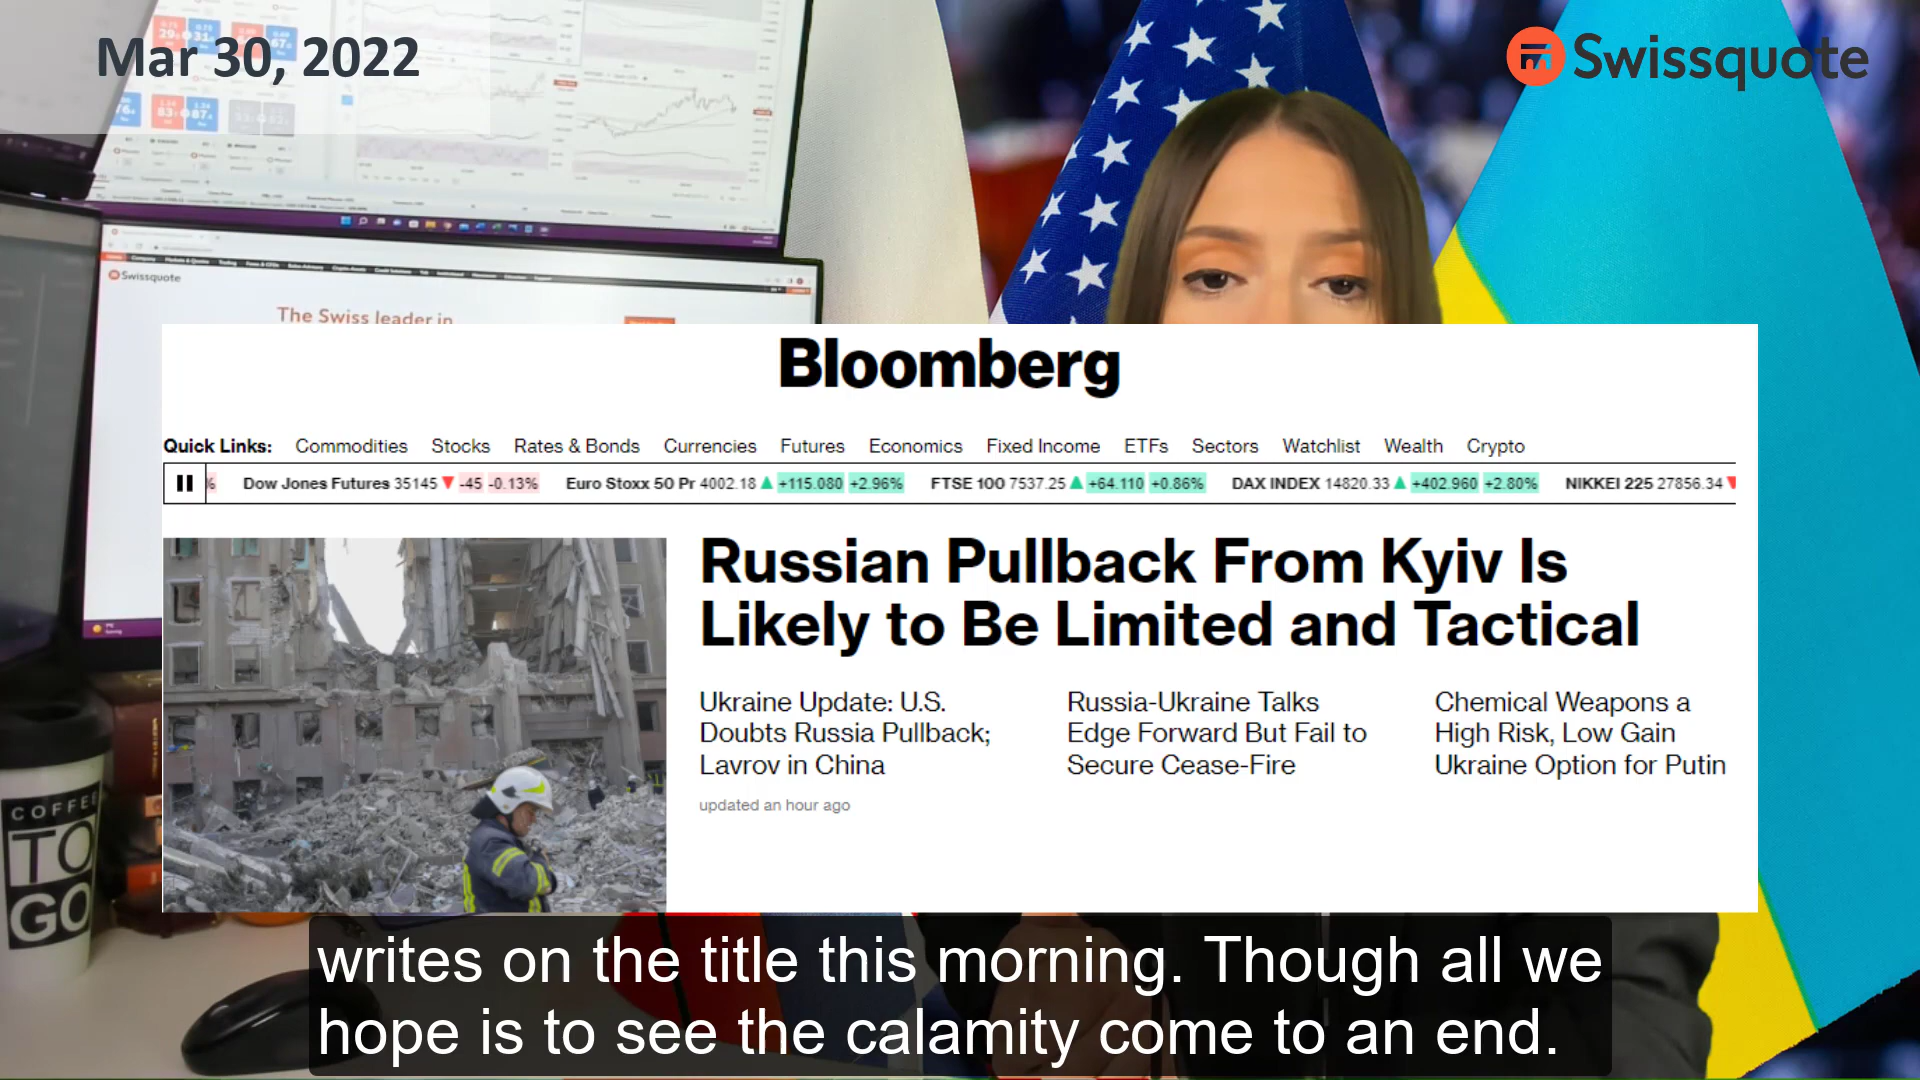 Mar 30, 2022
Swissquote
Swissquote
The Swiss leader in
Bloomberg
Quick Links: Commodities Stocks Rates & Bonds Currencies Futures Economics Fixed Income ETFs Sectors Watchlist Wealth Crypto
% Dow Jones Futures 35145 ▼ -45 -0.13% Euro Stoxx 50 Pr 4002.18 ▲ +115.080 +2.96% FTSE 100 7537.25 ▲ +64.110 +0.86% DAX INDEX 14820.33 ▲ +402.960 +2.80% NIKKEI 225 27856.34 ▼
Russian Pullback From Kyiv Is
Likely to Be Limited and Tactical
Ukraine Update: U.S.
Doubts Russia Pullback;
Lavrov in China
updated an hour ago
Russia-Ukraine Talks
Edge Forward But Fail to
Secure Cease-Fire
Chemical Weapons a
High Risk, Low Gain
Ukraine Option for Putin
COFFEE
TO
GO
writes on the title this morning. Though all we
hope is to see the calamity come to an end.